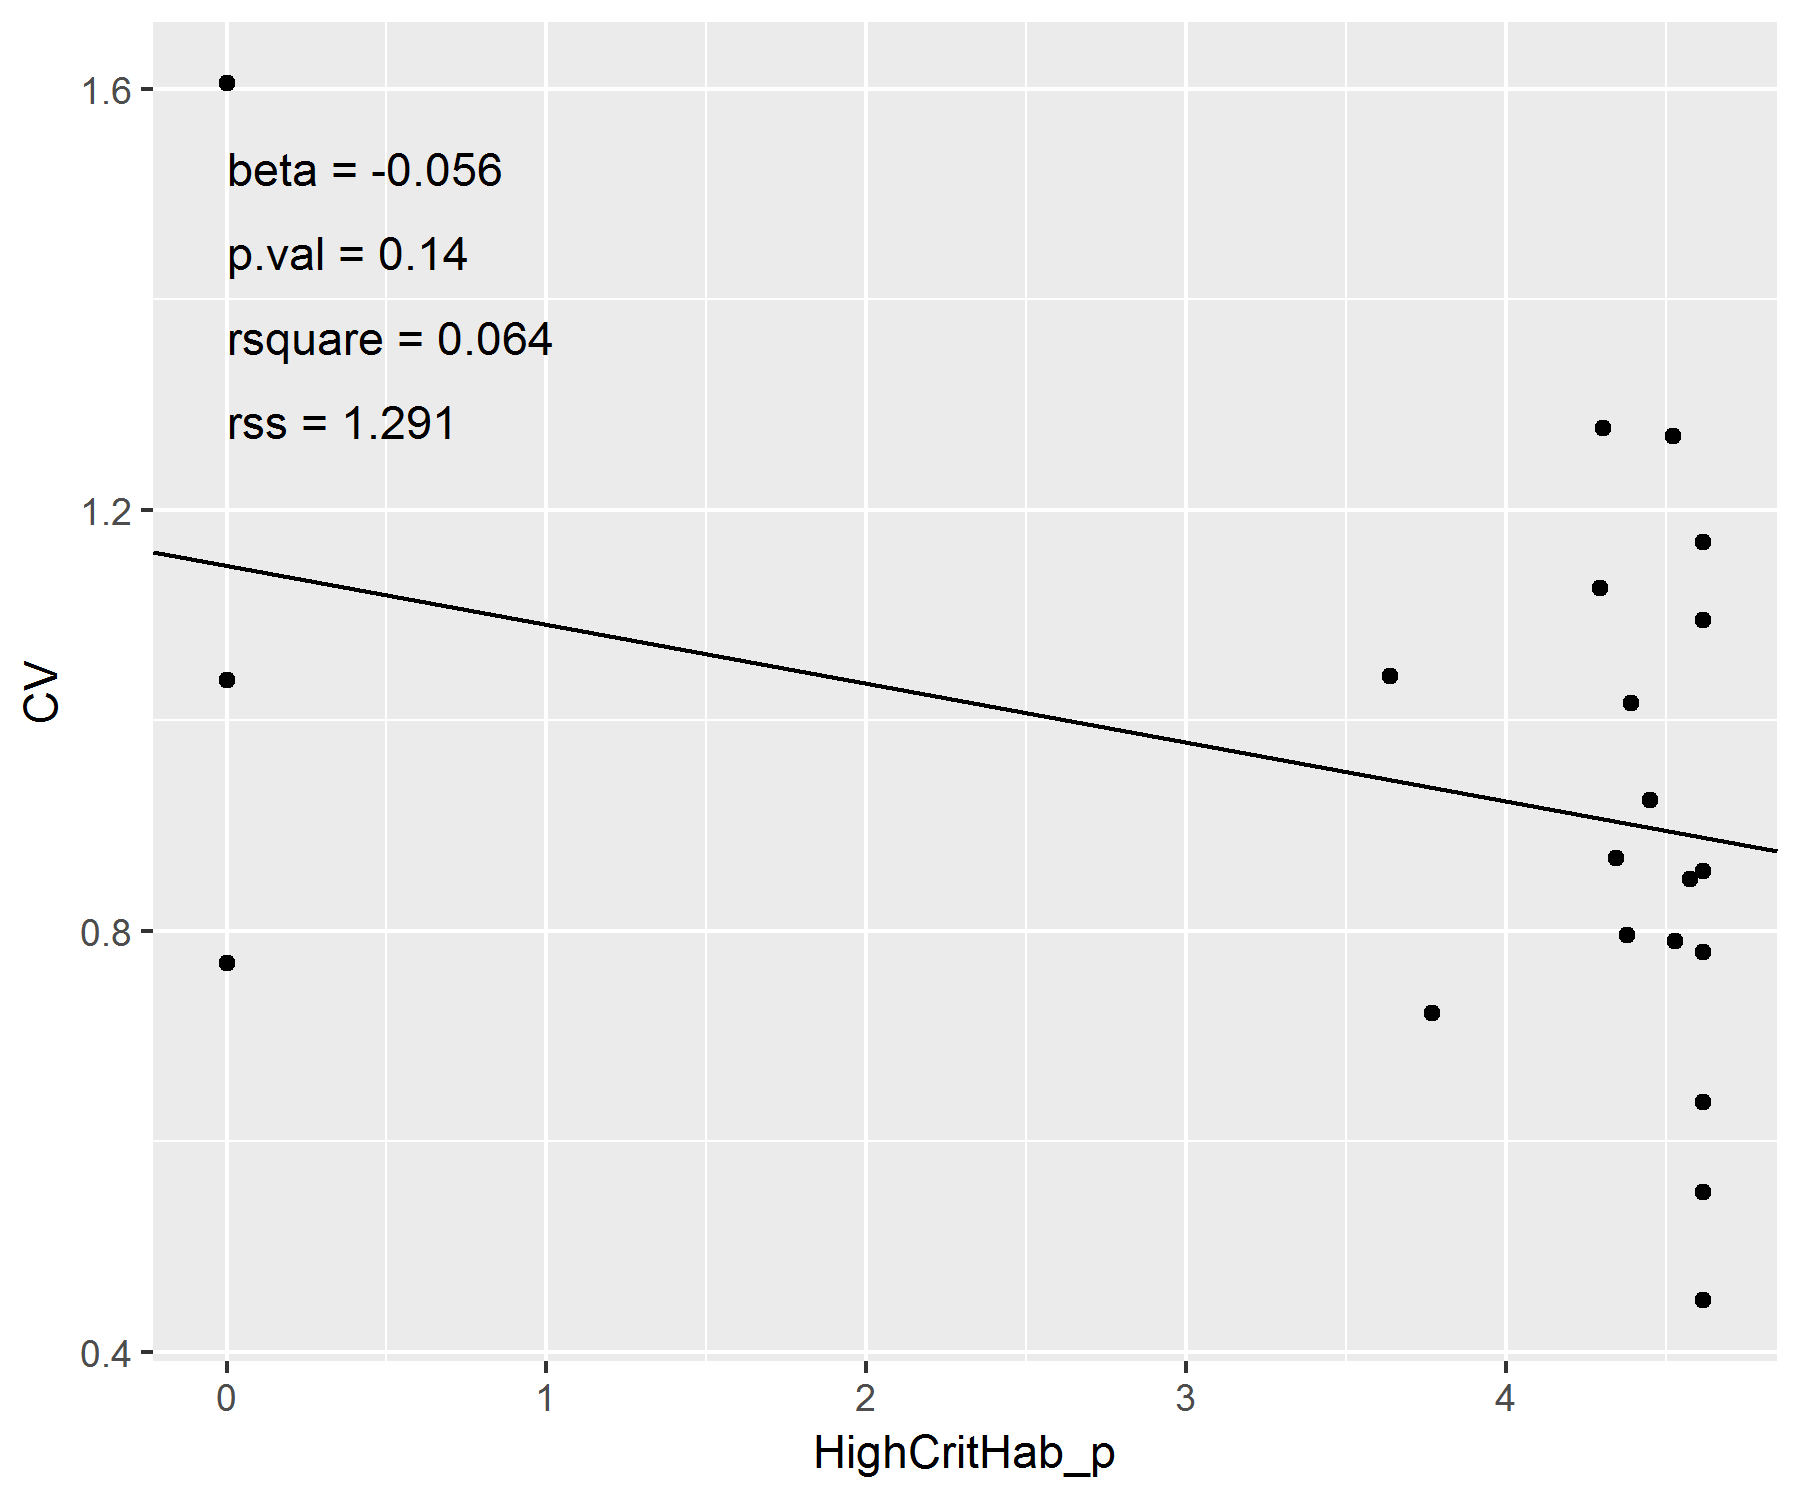 1.6
beta = -0.056
p.val = 0.14
rsquare = 0.064
rss = 1.291
1.2
CV
0.8
0.4
0 1 2 3 4
HighCritHab_p